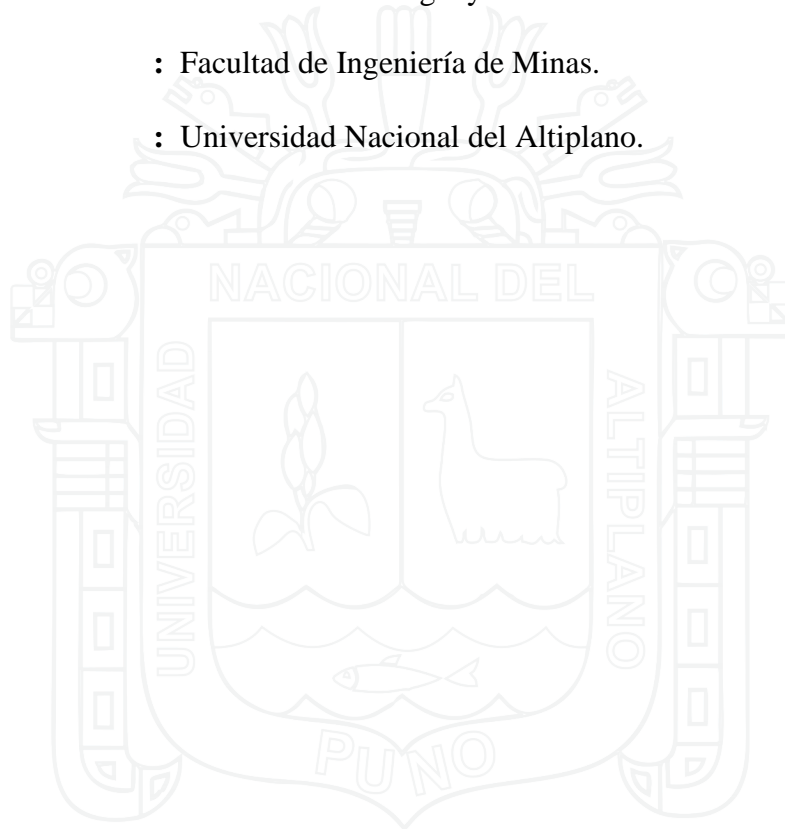 : Facultad de Ingeniería de Minas.
: Universidad Nacional del Altiplano.
NACIONAL DEL
UNIVERSIDAD
ALTIPLANO
PUNO